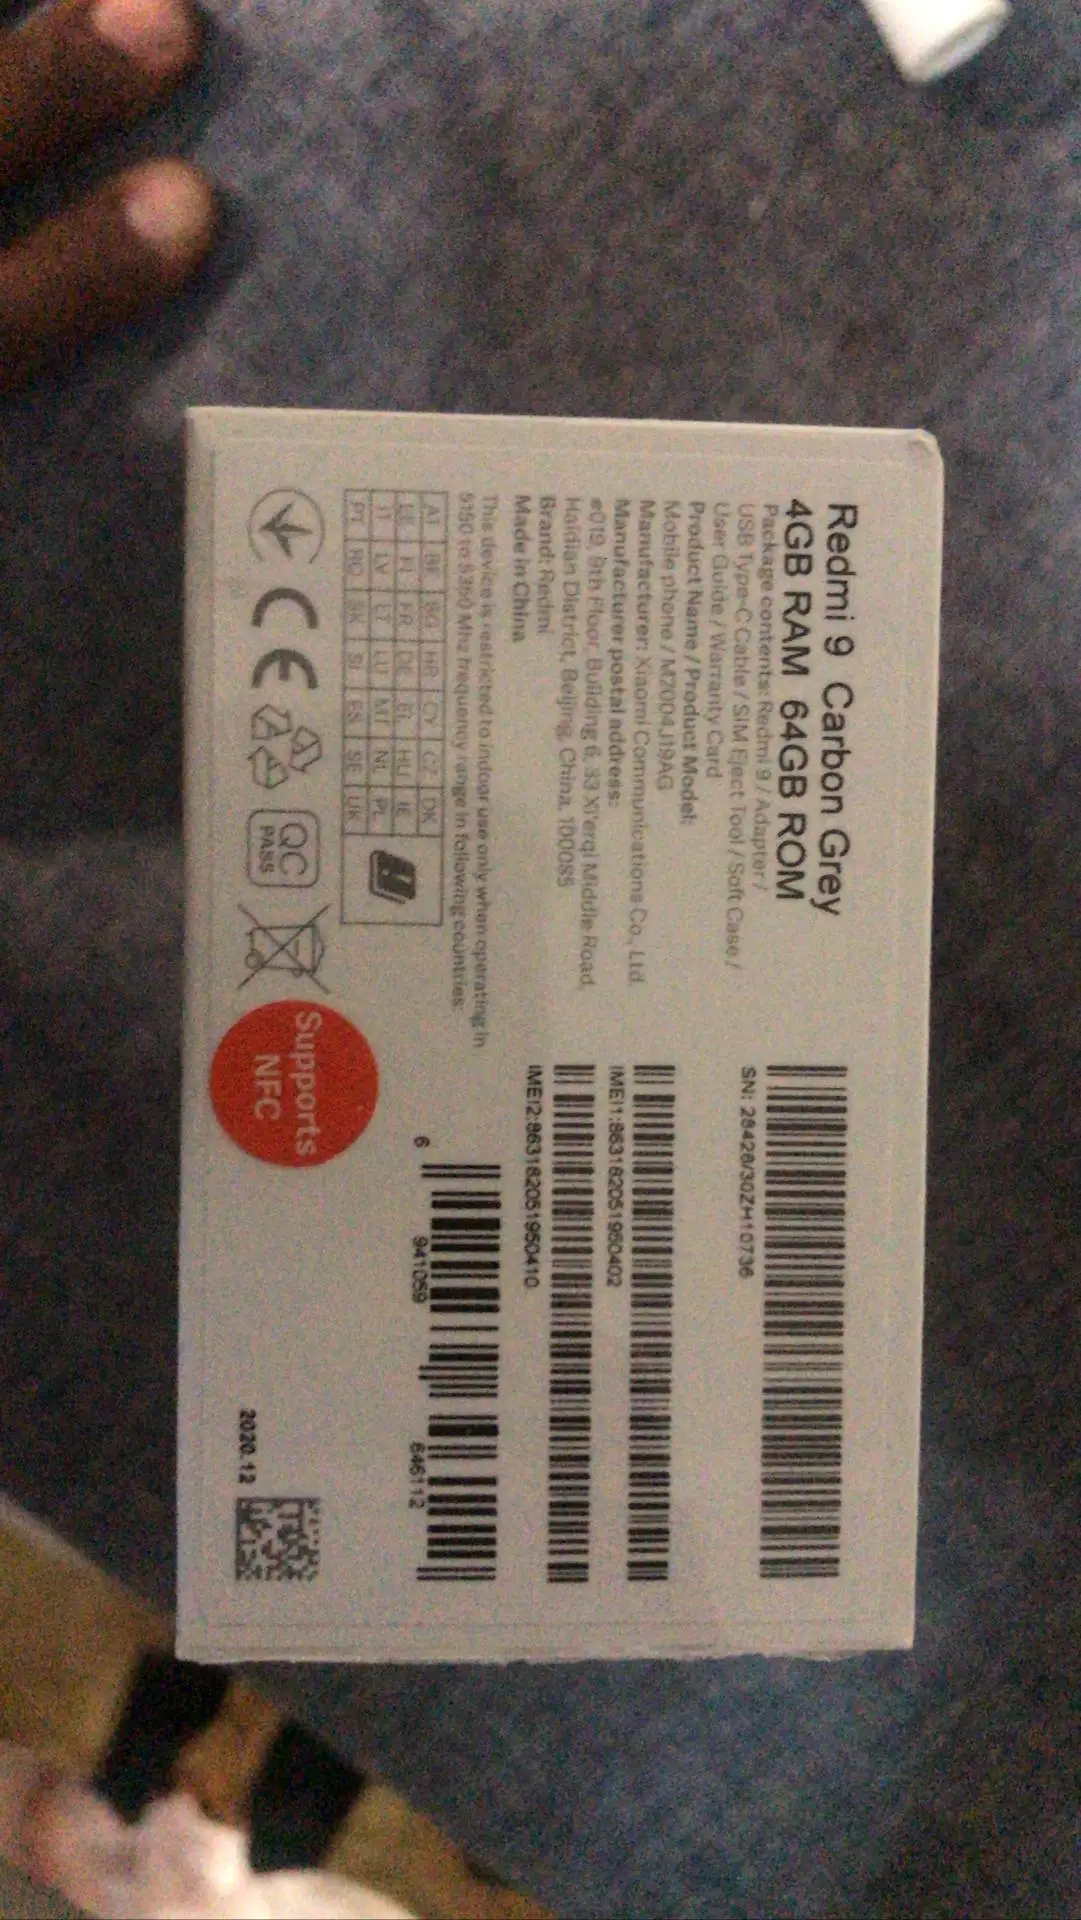 Redmi 9 Carbon Grey
4GB RAM 64GB ROM
Package contents: Redmi 9 / Adapter /
USB Type-C Cable / SIM Eject Tool / Soft Case /
User Guide / Warranty Card
Product Name / Product Model:
Mobile phone / M2004J19AG
Manufacturer: Xiaomi Communications Co., Ltd.
Manufacturer postal address:
#019, 9th Floor, Building 6, 33 Xi'erqi Middle Road,
Haidian District, Beijing, China, 100085
Brand: Redmi
Made in China
This device is restricted to indoor use only when operating in
5150 to 5350 Mhz frequency range in following countries:
AT BE BG HR CY CZ DK
EE FI FR DE EL HU IE
IT LV LT LU MT NL PL
PT RO SK SI ES SE UK
CE
QC
PASS
Supports
NFC
SN: 28428/30ZH10736
IMEI1:863182051950402
IMEI2:863182051950410
6 941059 646112
2020.12